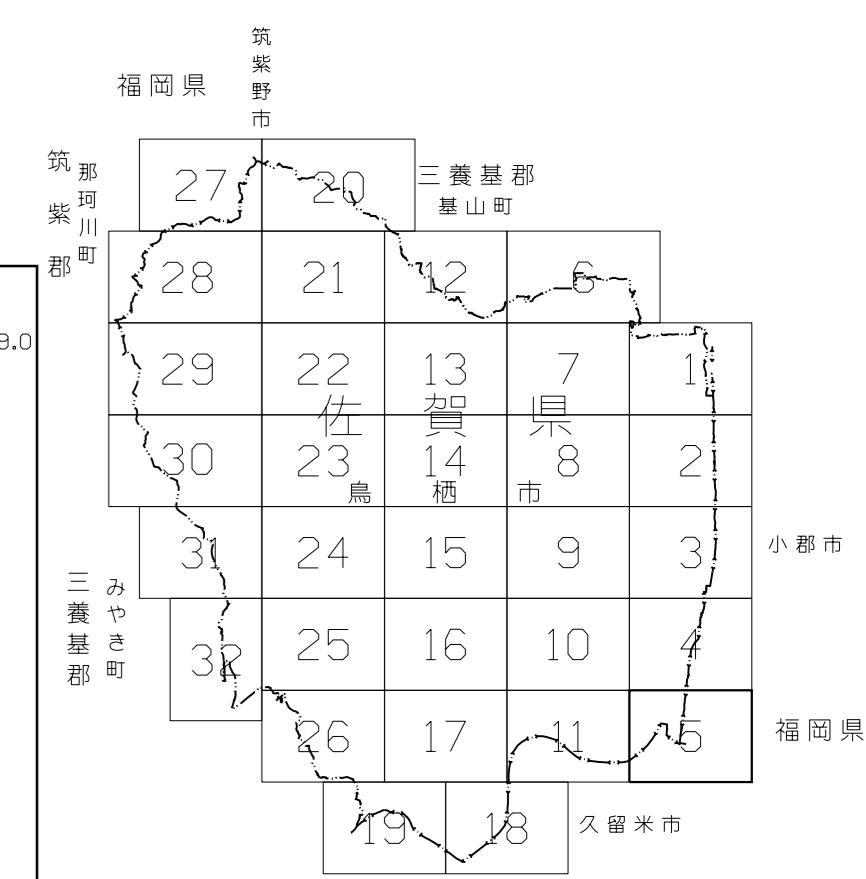 福岡県
筑紫野市
筑紫郡
那珂川町
三養基郡
基山町
27 20
28 21 12 6
9.0
29 22 13 7 1
佐賀県
30 23 14 8 2
鳥栖市
31 24 15 9 3
小郡市
三養基郡
みやき町
32 25 16 10 4
26 17 11 5
福岡県
19 18
久留米市